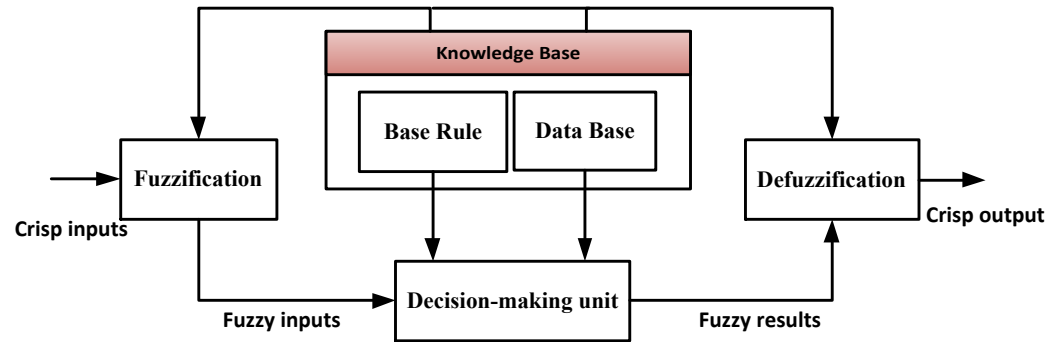 Knowledge Base
Base Rule
Data Base
Fuzzification
Defuzzification
Crisp inputs
Crisp output
Decision-making unit
Fuzzy inputs
Fuzzy results